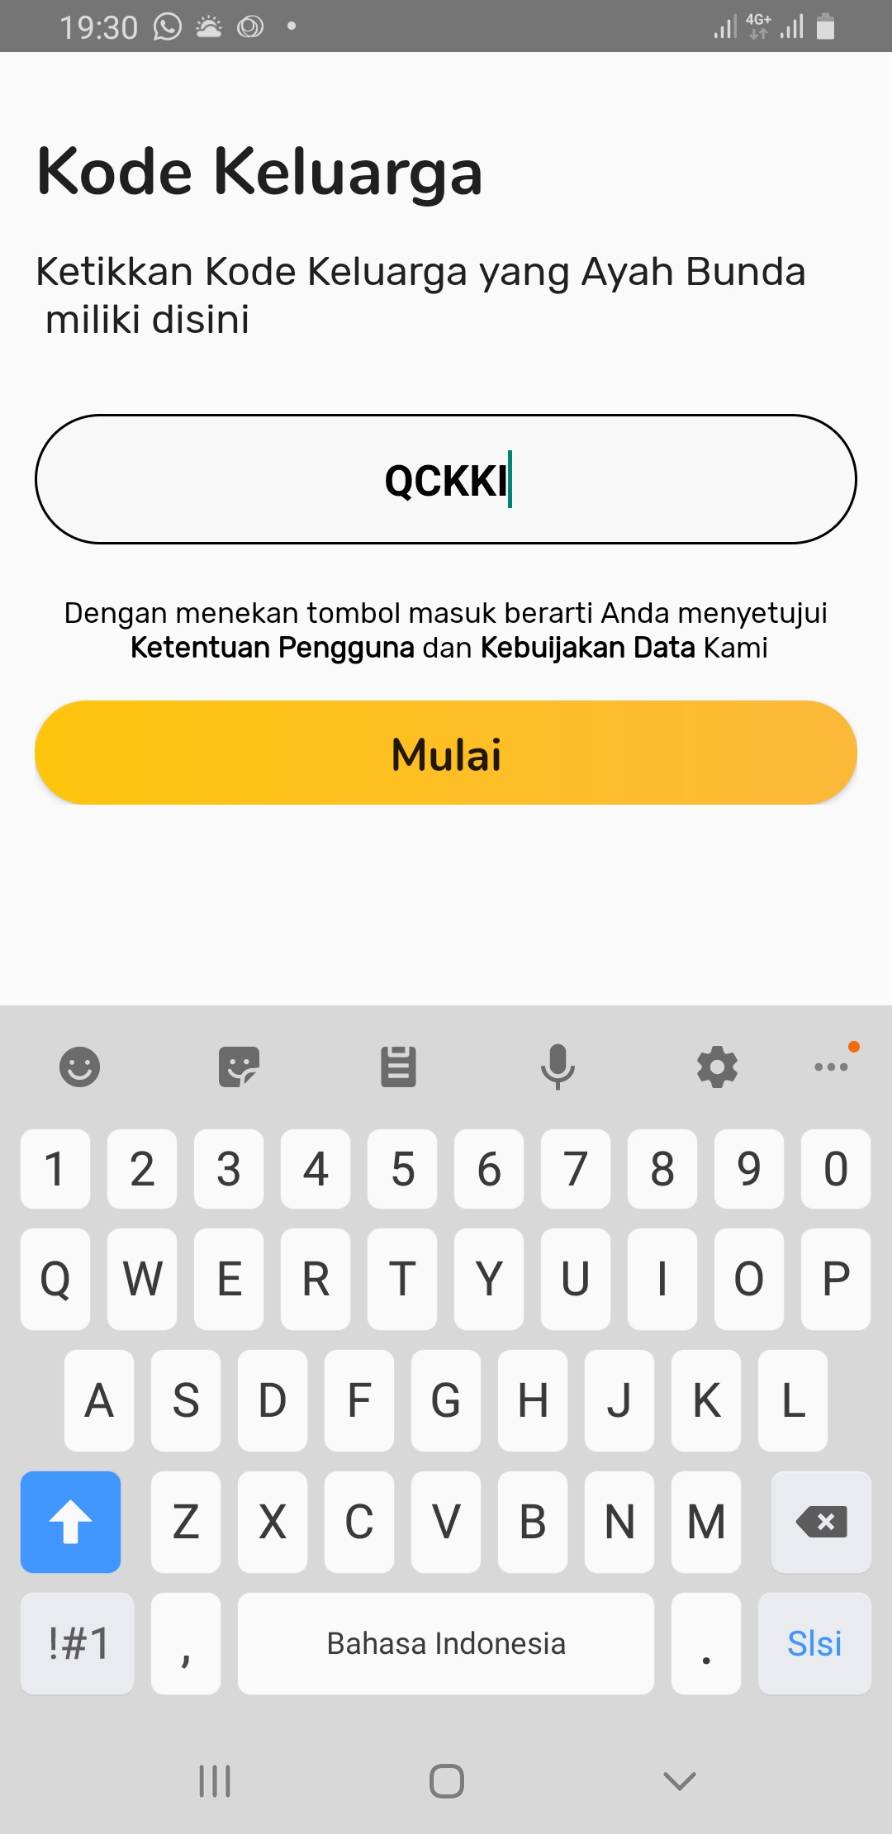 19:30
4G+
Kode Keluarga
Ketikkan Kode Keluarga yang Ayah Bunda
miliki disini
QCKKI
Dengan menekan tombol masuk berarti Anda menyetujui
Ketentuan Pengguna dan Kebuijakan Data Kami
Mulai
1 2 3 4 5 6 7 8 9 0
Q W E R T Y U I O P
A S D F G H J K L
Z X C V B N M
!#1 , Bahasa Indonesia . Slsi